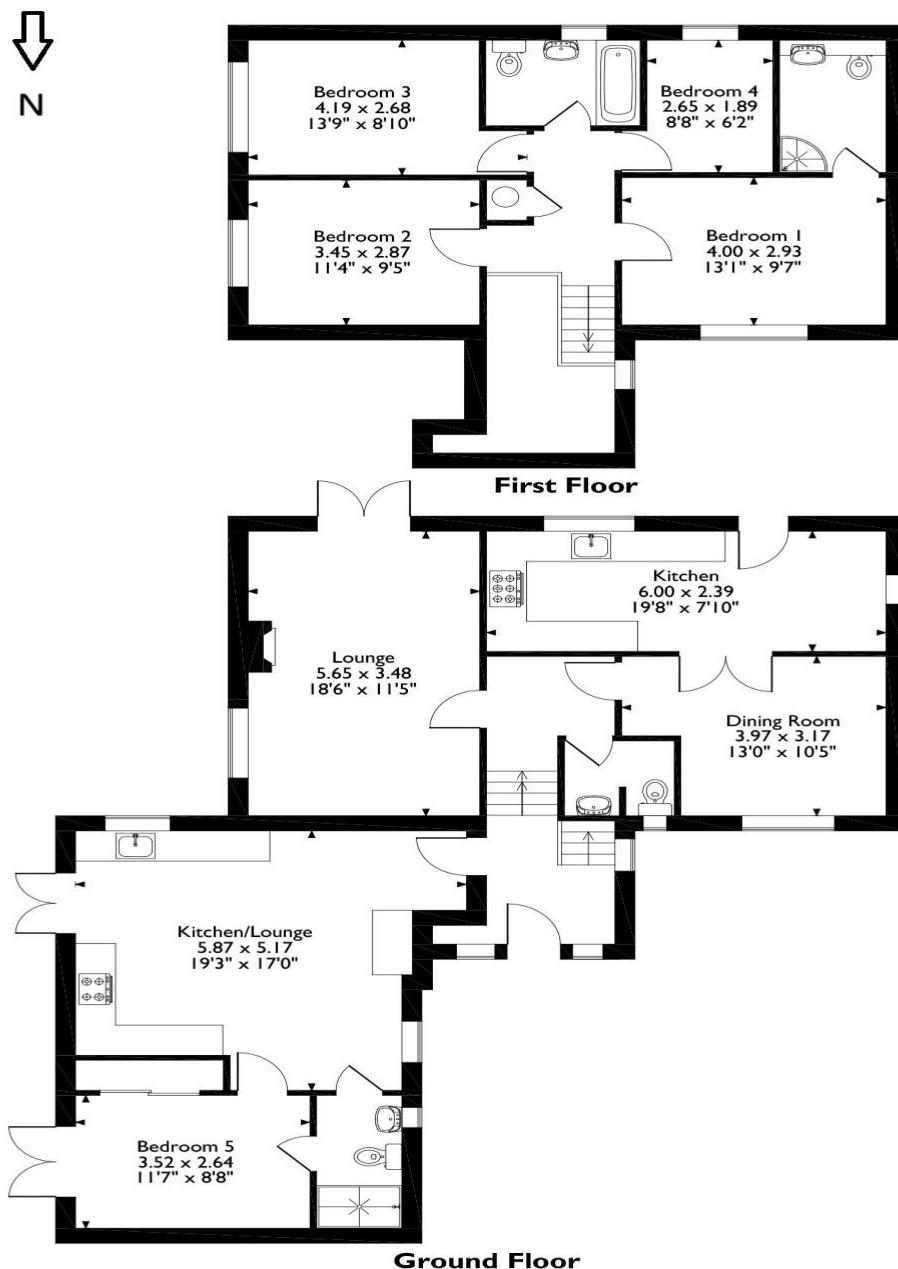 N
Bedroom 3
4.19 x 2.68
13'9" x 8'10"
Bedroom 4
2.65 x 1.89
8'8" x 6'2"
Bedroom 2
3.45 x 2.87
11'4" x 9'5"
Bedroom 1
4.00 x 2.93
13'1" x 9'7"
First Floor
Kitchen
6.00 x 2.39
19'8" x 7'10"
Lounge
5.65 x 3.48
18'6" x 11'5"
Dining Room
3.97 x 3.17
13'0" x 10'5"
Kitchen/Lounge
5.87 x 5.17
19'3" x 17'0"
Bedroom 5
3.52 x 2.64
11'7" x 8'8"
Ground Floor